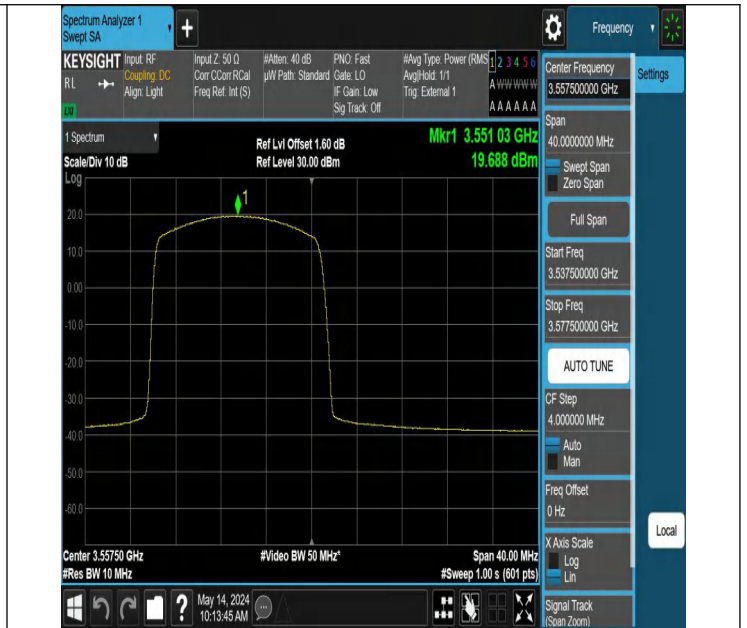 Spectrum Analyzer 1
Swept SA
+
Frequency
KEYSIGHT
RL
Input: RF
Coupling: DC
Align: Light
Input Z: 50 Ω
Corr CCorr RCal
Freq Ref: Int (S)
#Atten: 40 dB
µW Path: Standard
PNO: Fast
Gate: LO
IF Gain: Low
Sig Track: Off
#Avg Type: Power (RMS)
Avg|Hold: 1/1
Trig: External 1
1 2 3 4 5 6
A W W W W W
A A A A A A
1 Spectrum
Scale/Div 10 dB
Log
Ref Lvl Offset 1.60 dB
Ref Level 30.00 dBm
Mkr1 3.551 03 GHz
19.688 dBm
1
20.0
10.0
0.00
-10.0
-20.0
-30.0
-40.0
-50.0
-60.0
Center 3.55750 GHz
#Res BW 10 MHz
#Video BW 50 MHz*
Span 40.00 MHz
#Sweep 1.00 s (601 pts)
Center Frequency
3.557500000 GHz
Settings
Span
40.0000000 MHz
Swept Span
Zero Span
Full Span
Start Freq
3.537500000 GHz
Stop Freq
3.577500000 GHz
AUTO TUNE
CF Step
4.000000 MHz
Auto
Man
Freq Offset
0 Hz
X Axis Scale
Log
Lin
Local
Signal Track
(Span Zoom)
?
May 14, 2024
10:13:45 AM